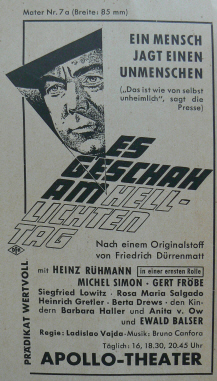 Mater Nr. 7a (Breite: 85 mm)
EIN MENSCH
JAGT EINEN
UNMENSCHEN
(„Das ist wie von selbst
unheimlich", sagt die
Presse)
ES
GESCHAH
AM HELL-
LICHTEN
TAG
Nach einem Originalstoff
von Friedrich Dürrenmatt
mit HEINZ RÜHMANN in einer ernsten Rolle
MICHEL SIMON · GERT FRÖBE
Siegfried Lowitz · Rosa Maria Salgado
Heinrich Gretler · Berta Drews · den Kin-
dern Barbara Haller und Anita v. Ow
und EWALD BALSER
Regie: Ladislao Vajda · Musik: Bruno Canfora
Täglich 16, 18.30, 20.45 Uhr
APOLLO-THEATER
PRÄDIKAT WERTVOLL